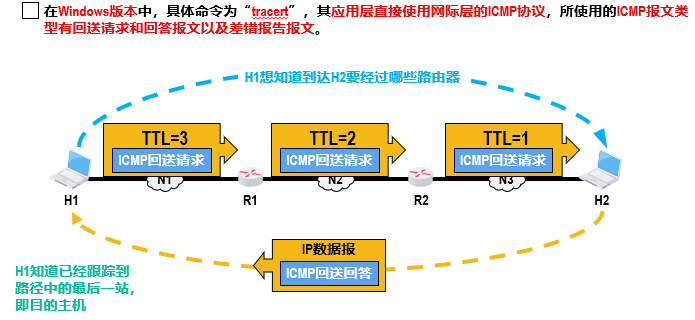 在Windows版本中，具体命令为“tracert”，其应用层直接使用网际层的ICMP协议，所使用的ICMP报文类
型有回送请求和回答报文以及差错报告报文。
H1想知道到达H2要经过哪些路由器
TTL=3
TTL=2
TTL=1
ICMP回送请求
ICMP回送请求
ICMP回送请求
N1
N2
N3
H1
R1
R2
H2
IP数据报
ICMP回送回答
H1知道已经跟踪到
路径中的最后一站，
即目的主机